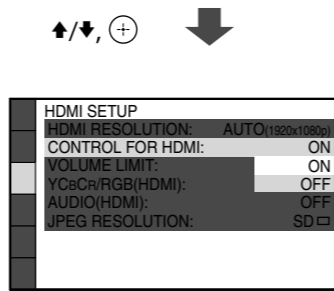 ↑/↓, ⊕
HDMI SETUP
HDMI RESOLUTION: AUTO(1920x1080p)
CONTROL FOR HDMI: ON
VOLUME LIMIT: ON
YCBCR/RGB(HDMI): OFF
AUDIO(HDMI): OFF
JPEG RESOLUTION: SD